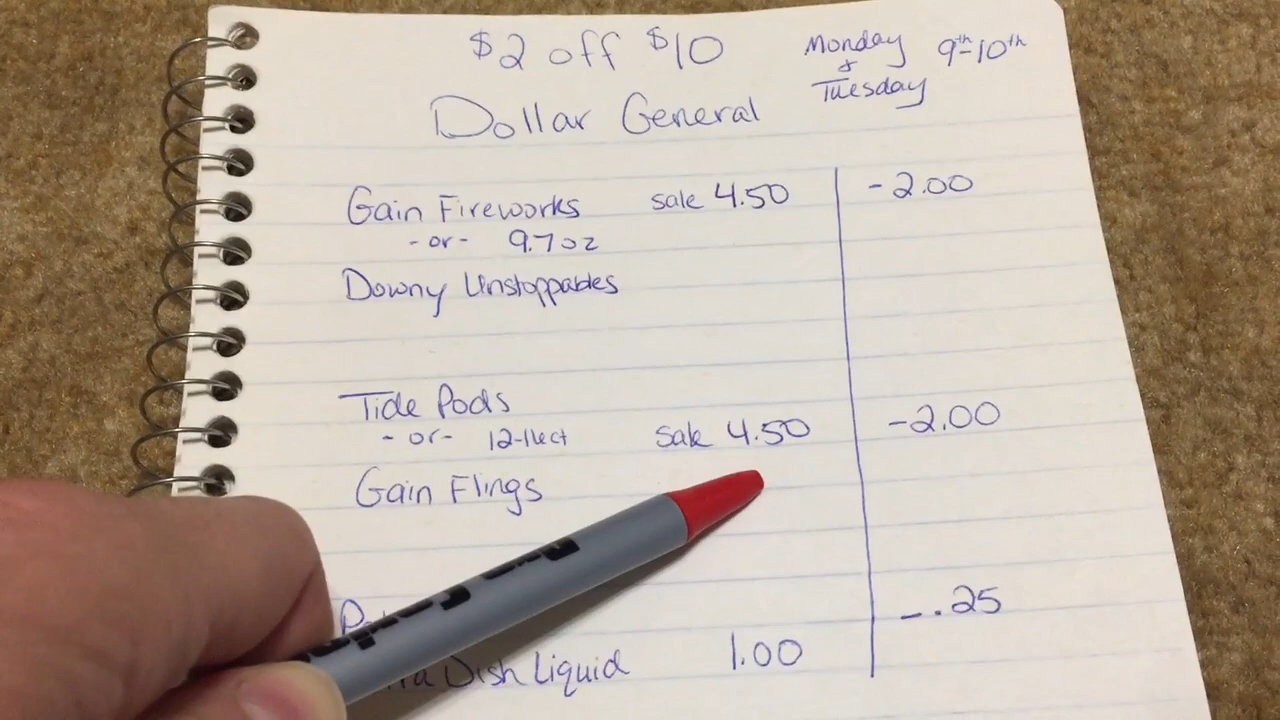 $2 off $10
Monday & Tuesday 9th-10th
Dollar General
Gain Fireworks sale 4.50 -2.00
- or - 9.7oz
Downy Unstoppables
Tide Pods
- or - 12-16ct sale 4.50 -2.00
Gain Flings
-.25
Dish Liquid 1.00